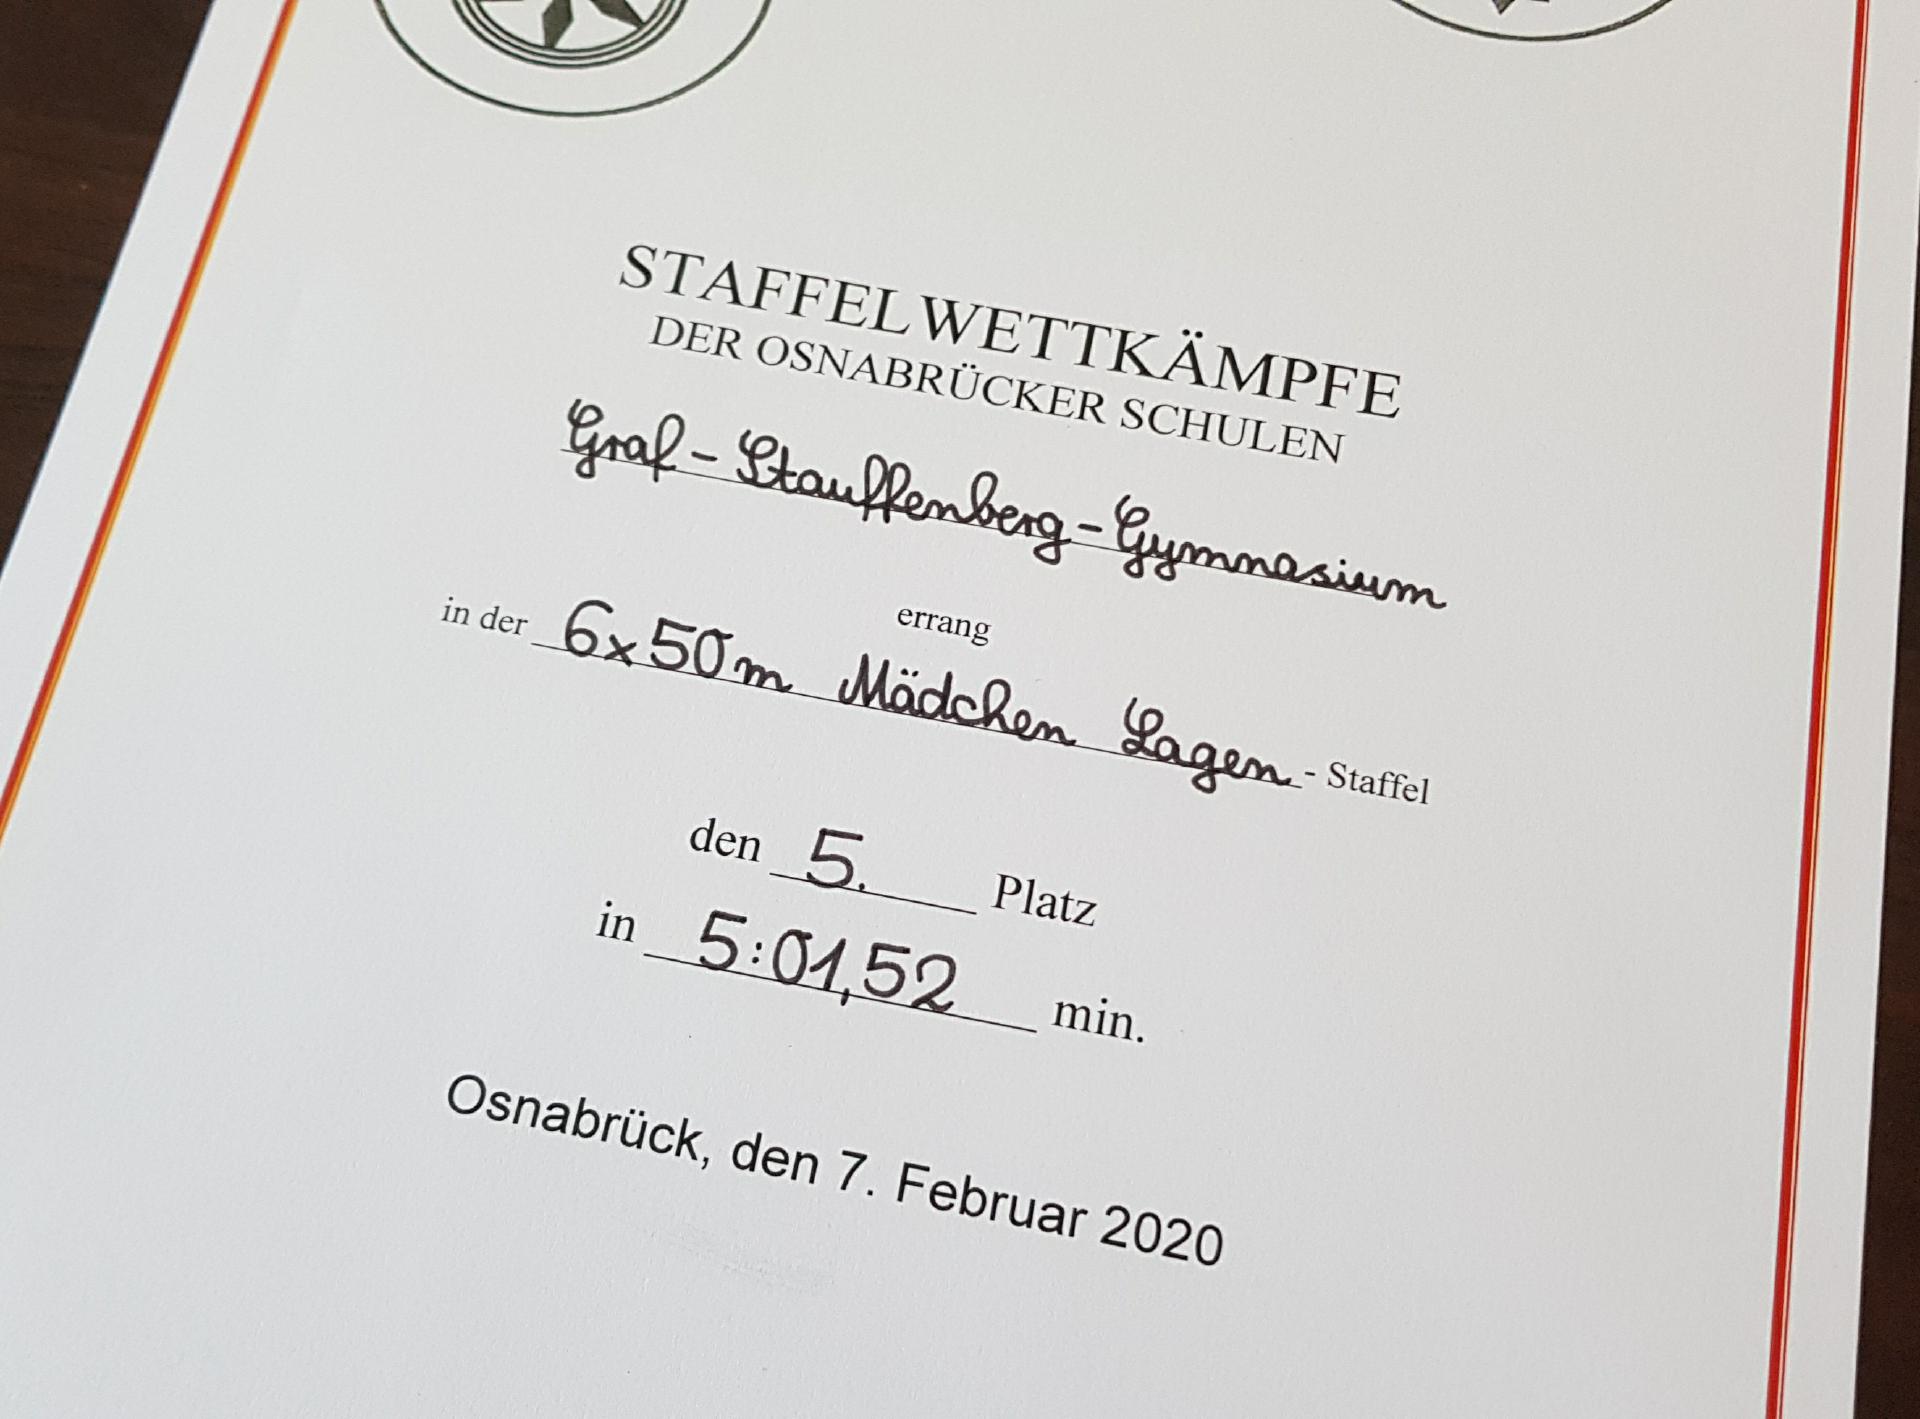 STAFFELWETTKÄMPFE
DER OSNABRÜCKER SCHULEN
Graf-Stauffenberg-Gymnasium
errang
in der 6x50m Mädchen Lagen - Staffel
den 5. Platz
in 5:01,52 min.
Osnabrück, den 7. Februar 2020